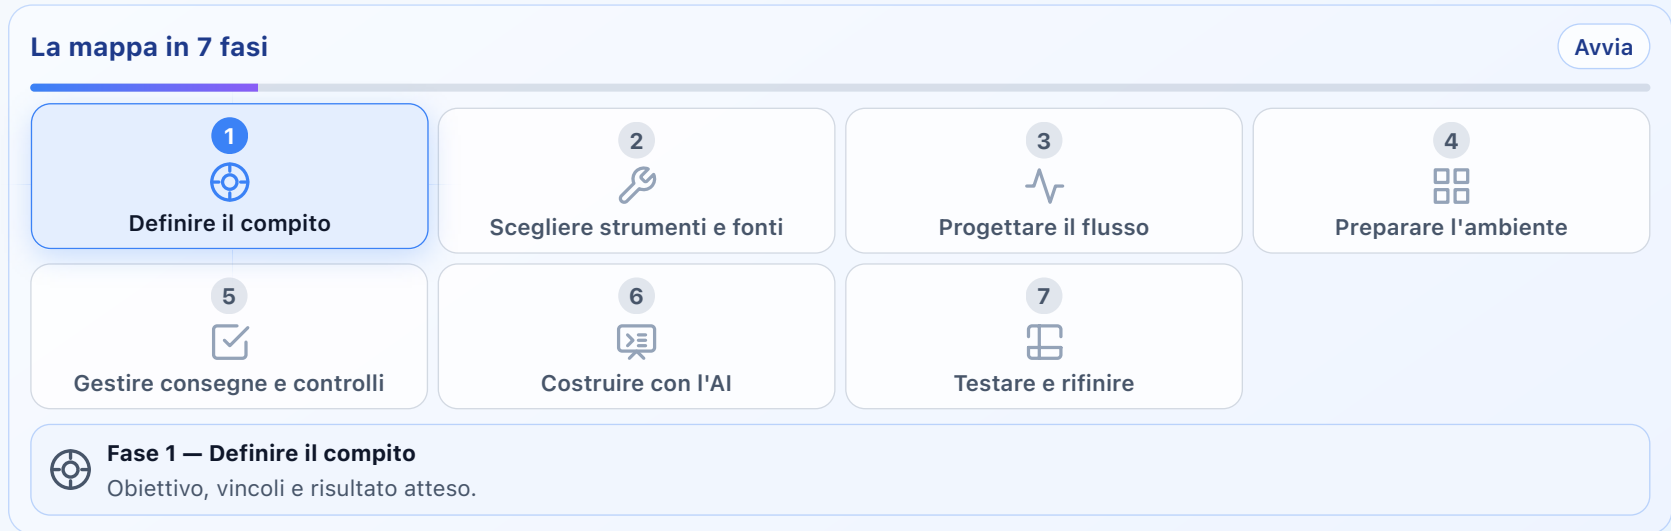 La mappa in 7 fasi
Avvia
1
Definire il compito
2
Scegliere strumenti e fonti
3
Progettare il flusso
4
Preparare l'ambiente
5
Gestire consegne e controlli
6
Costruire con l'AI
7
Testare e rifinire
Fase 1 — Definire il compito
Obiettivo, vincoli e risultato atteso.